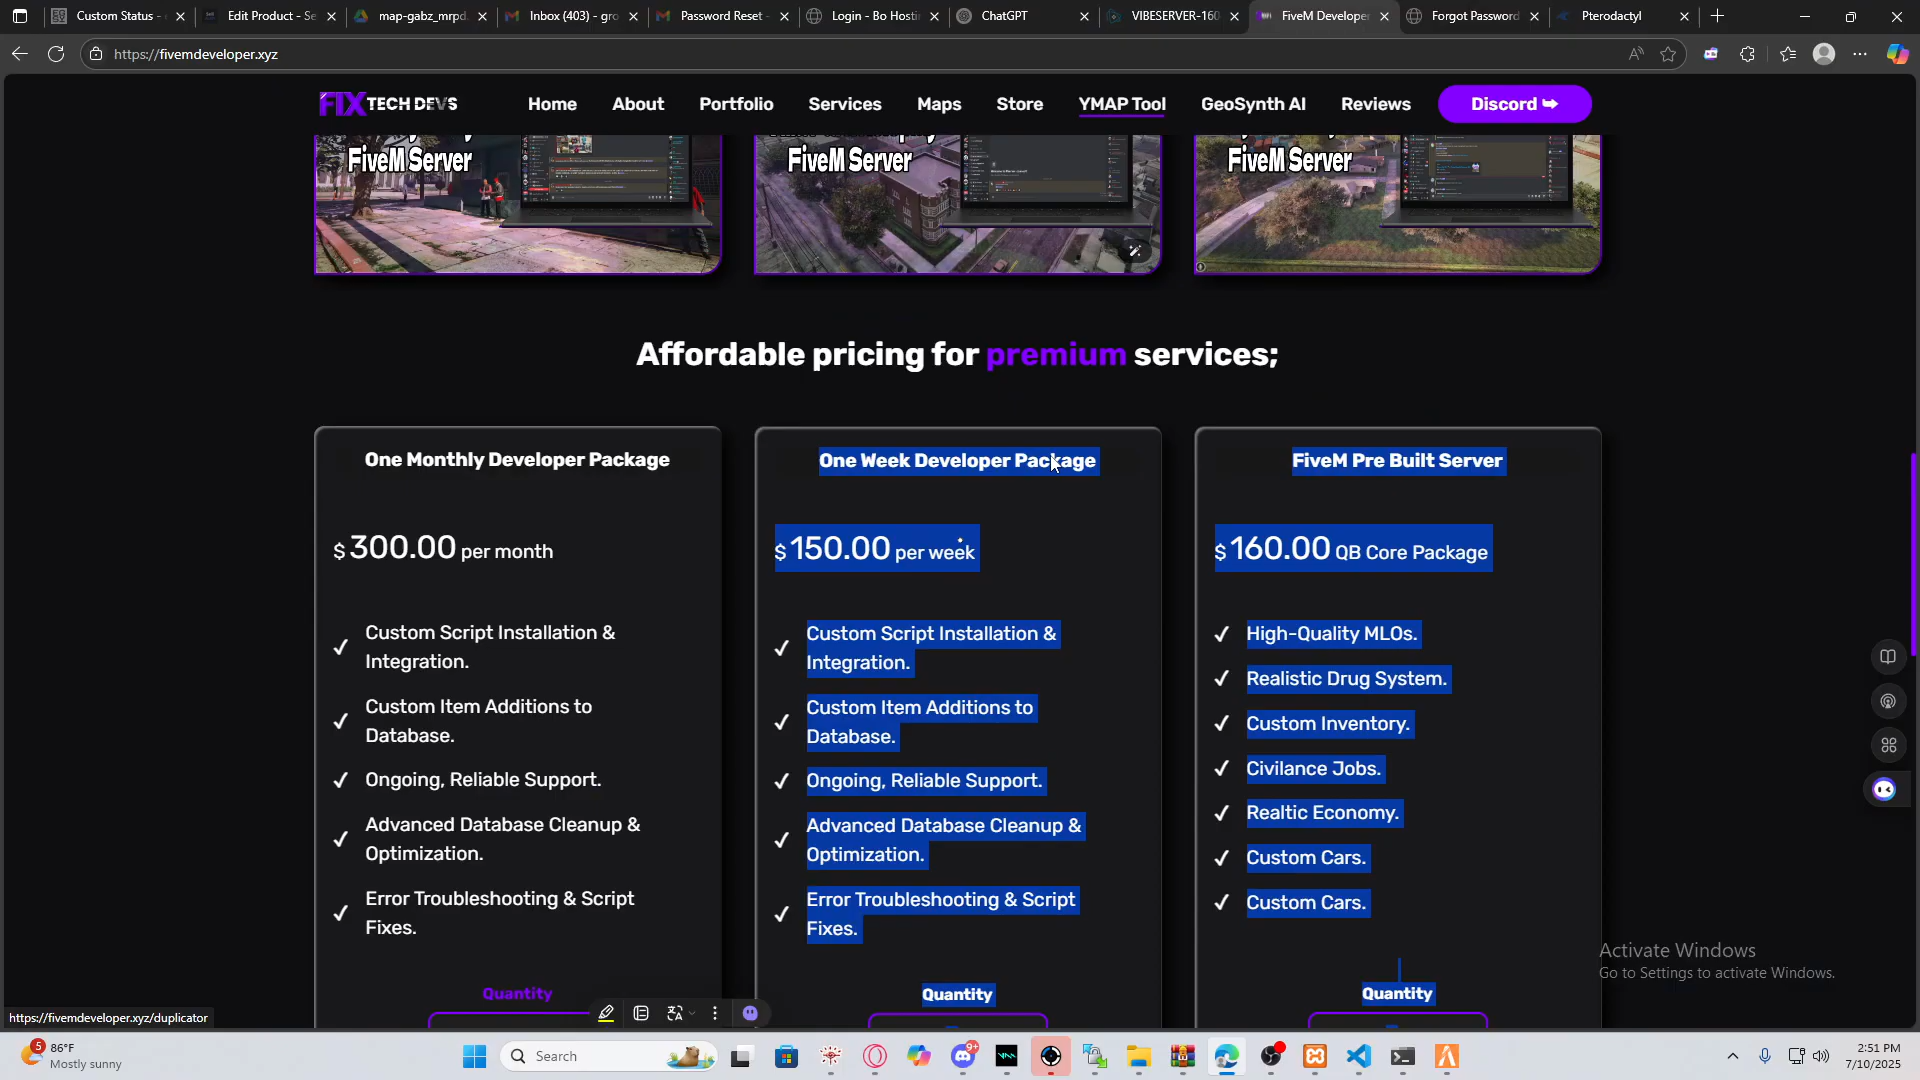 Custom Status -
Edit Product - Se
map-gabz_mrpd.
Inbox (403) - gro
Password Reset -
Login - Bo Hosti
ChatGPT
VIBESERVER-160
FiveM Developer
Forgot Password
Pterodactyl
https://fivemdeveloper.xyz
FIX TECH DEVS
Home
About
Portfolio
Services
Maps
Store
YMAP Tool
GeoSynth AI
Reviews
Discord
FiveM Server
FiveM Server
FiveM Server
Affordable pricing for premium services;
One Monthly Developer Package
$ 300.00 per month
Custom Script Installation &
Integration.
Custom Item Additions to
Database.
Ongoing, Reliable Support.
Advanced Database Cleanup &
Optimization.
Error Troubleshooting & Script
Fixes.
Quantity
One Week Developer Package
$ 150.00 per week
Custom Script Installation &
Integration.
Custom Item Additions to
Database.
Ongoing, Reliable Support.
Advanced Database Cleanup &
Optimization.
Error Troubleshooting & Script
Fixes.
Quantity
FiveM Pre Built Server
$ 160.00 QB Core Package
High-Quality MLOs.
Realistic Drug System.
Custom Inventory.
Civilance Jobs.
Realtic Economy.
Custom Cars.
Custom Cars.
Quantity
Activate Windows
Go to Settings to activate Windows.
https://fivemdeveloper.xyz/duplicator
5
86°F
Mostly sunny
Search
9+
2:51 PM
7/10/2025